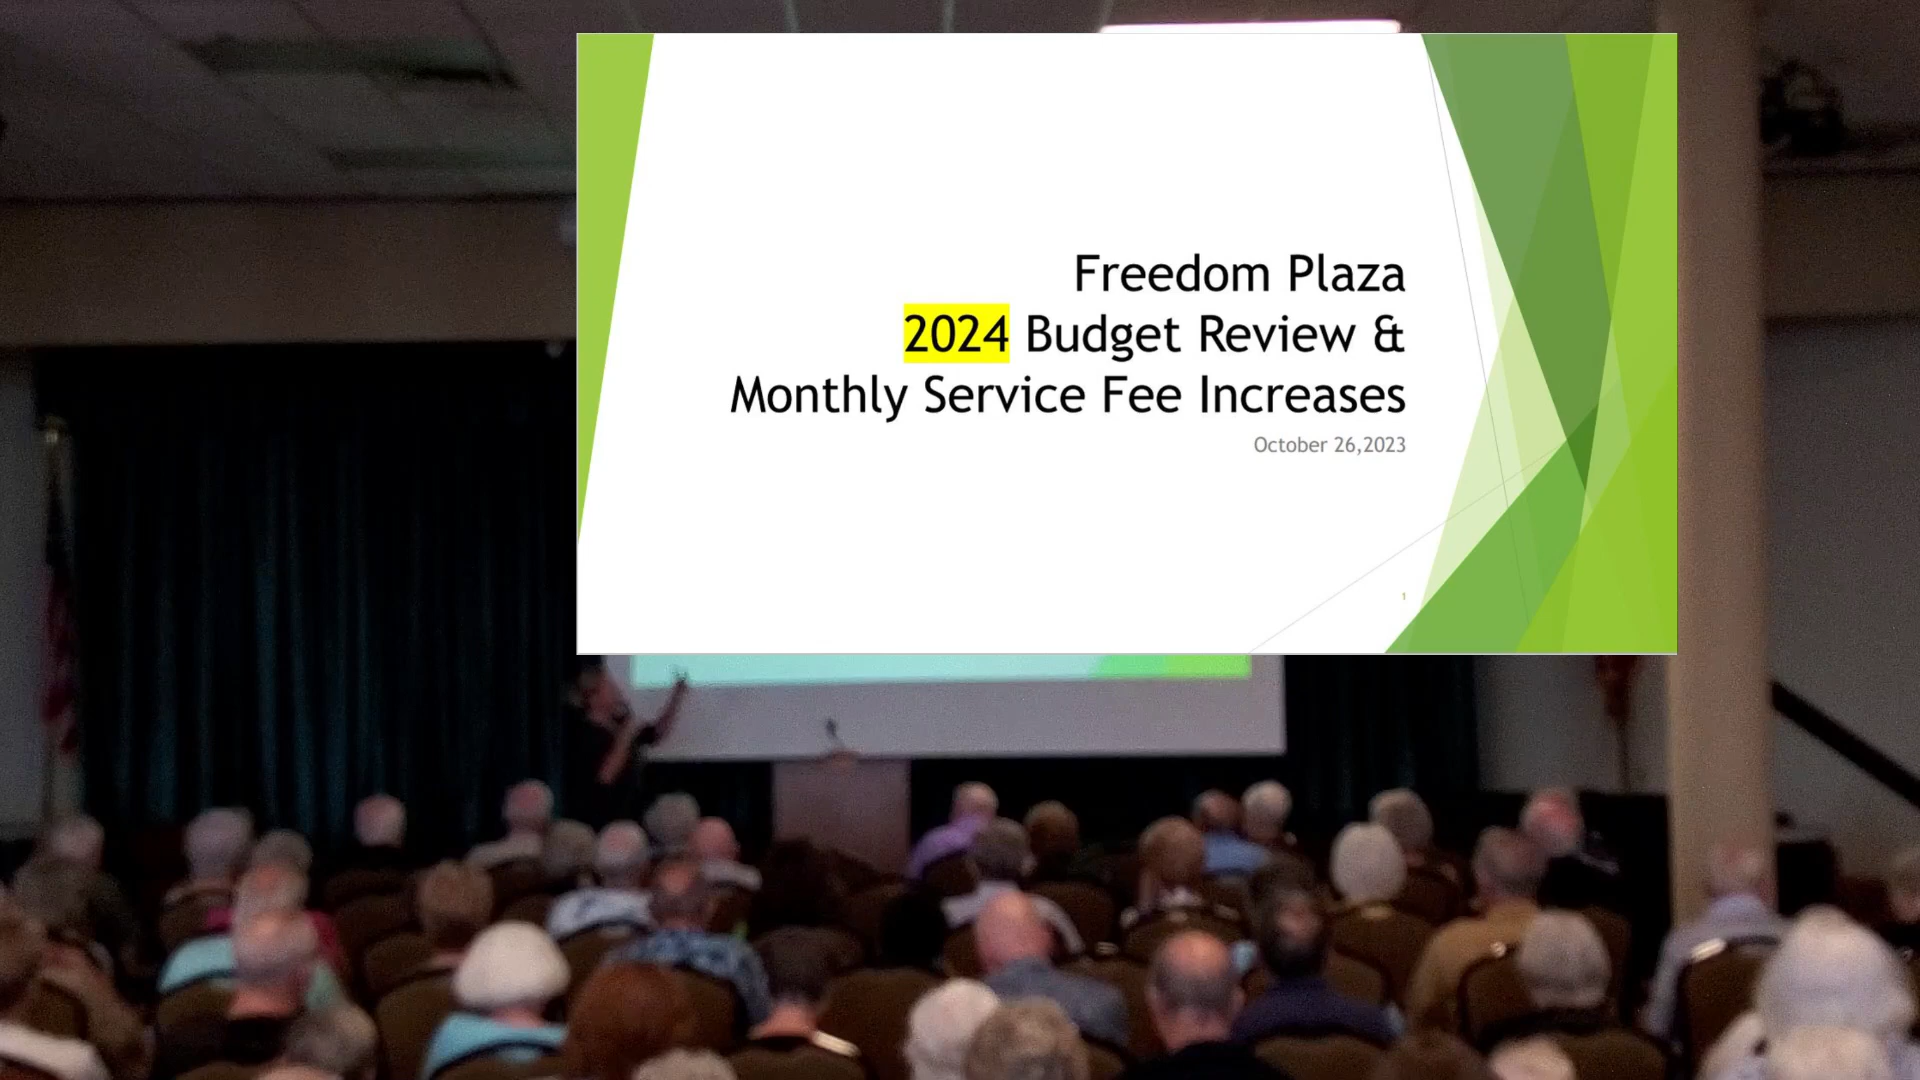 Freedom Plaza
2024 Budget Review &
Monthly Service Fee Increases
October 26,2023
1